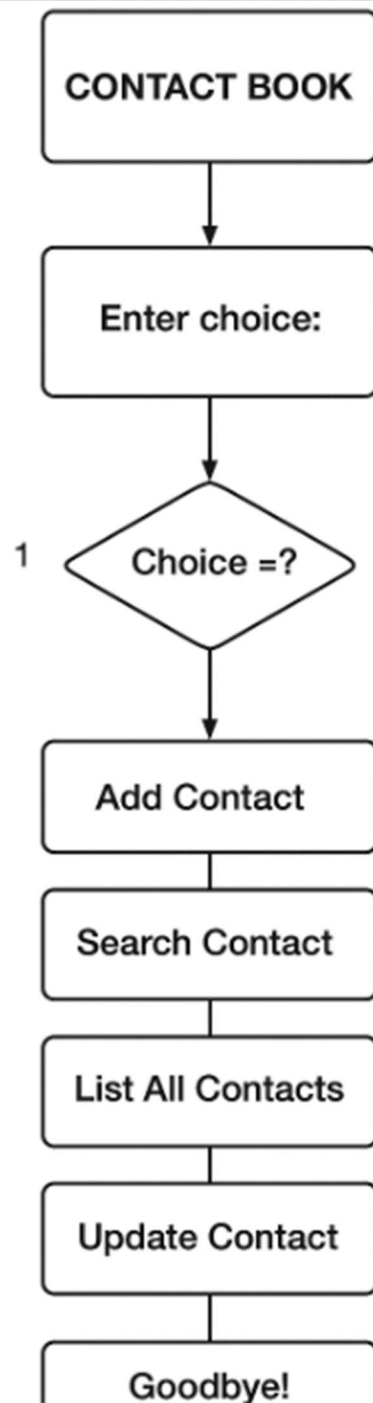 CONTACT BOOK
Enter choice:
1
Choice =?
Add Contact
Search Contact
List All Contacts
Update Contact
Goodbye!